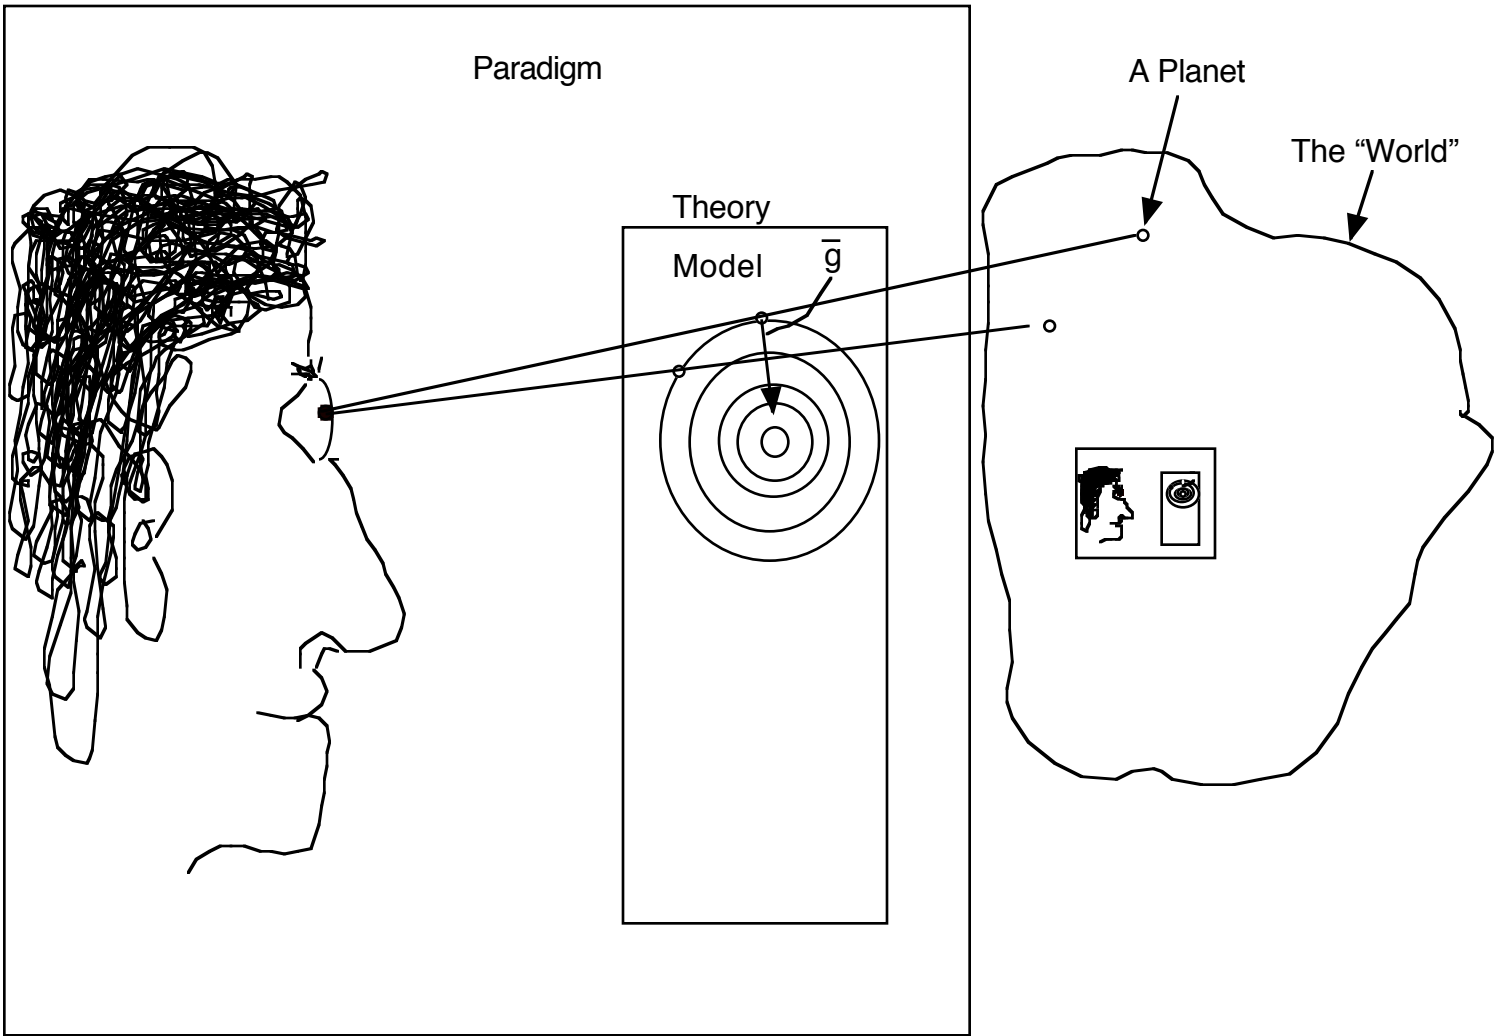 Paradigm
A Planet
The “World”
Theory
Model
g̅